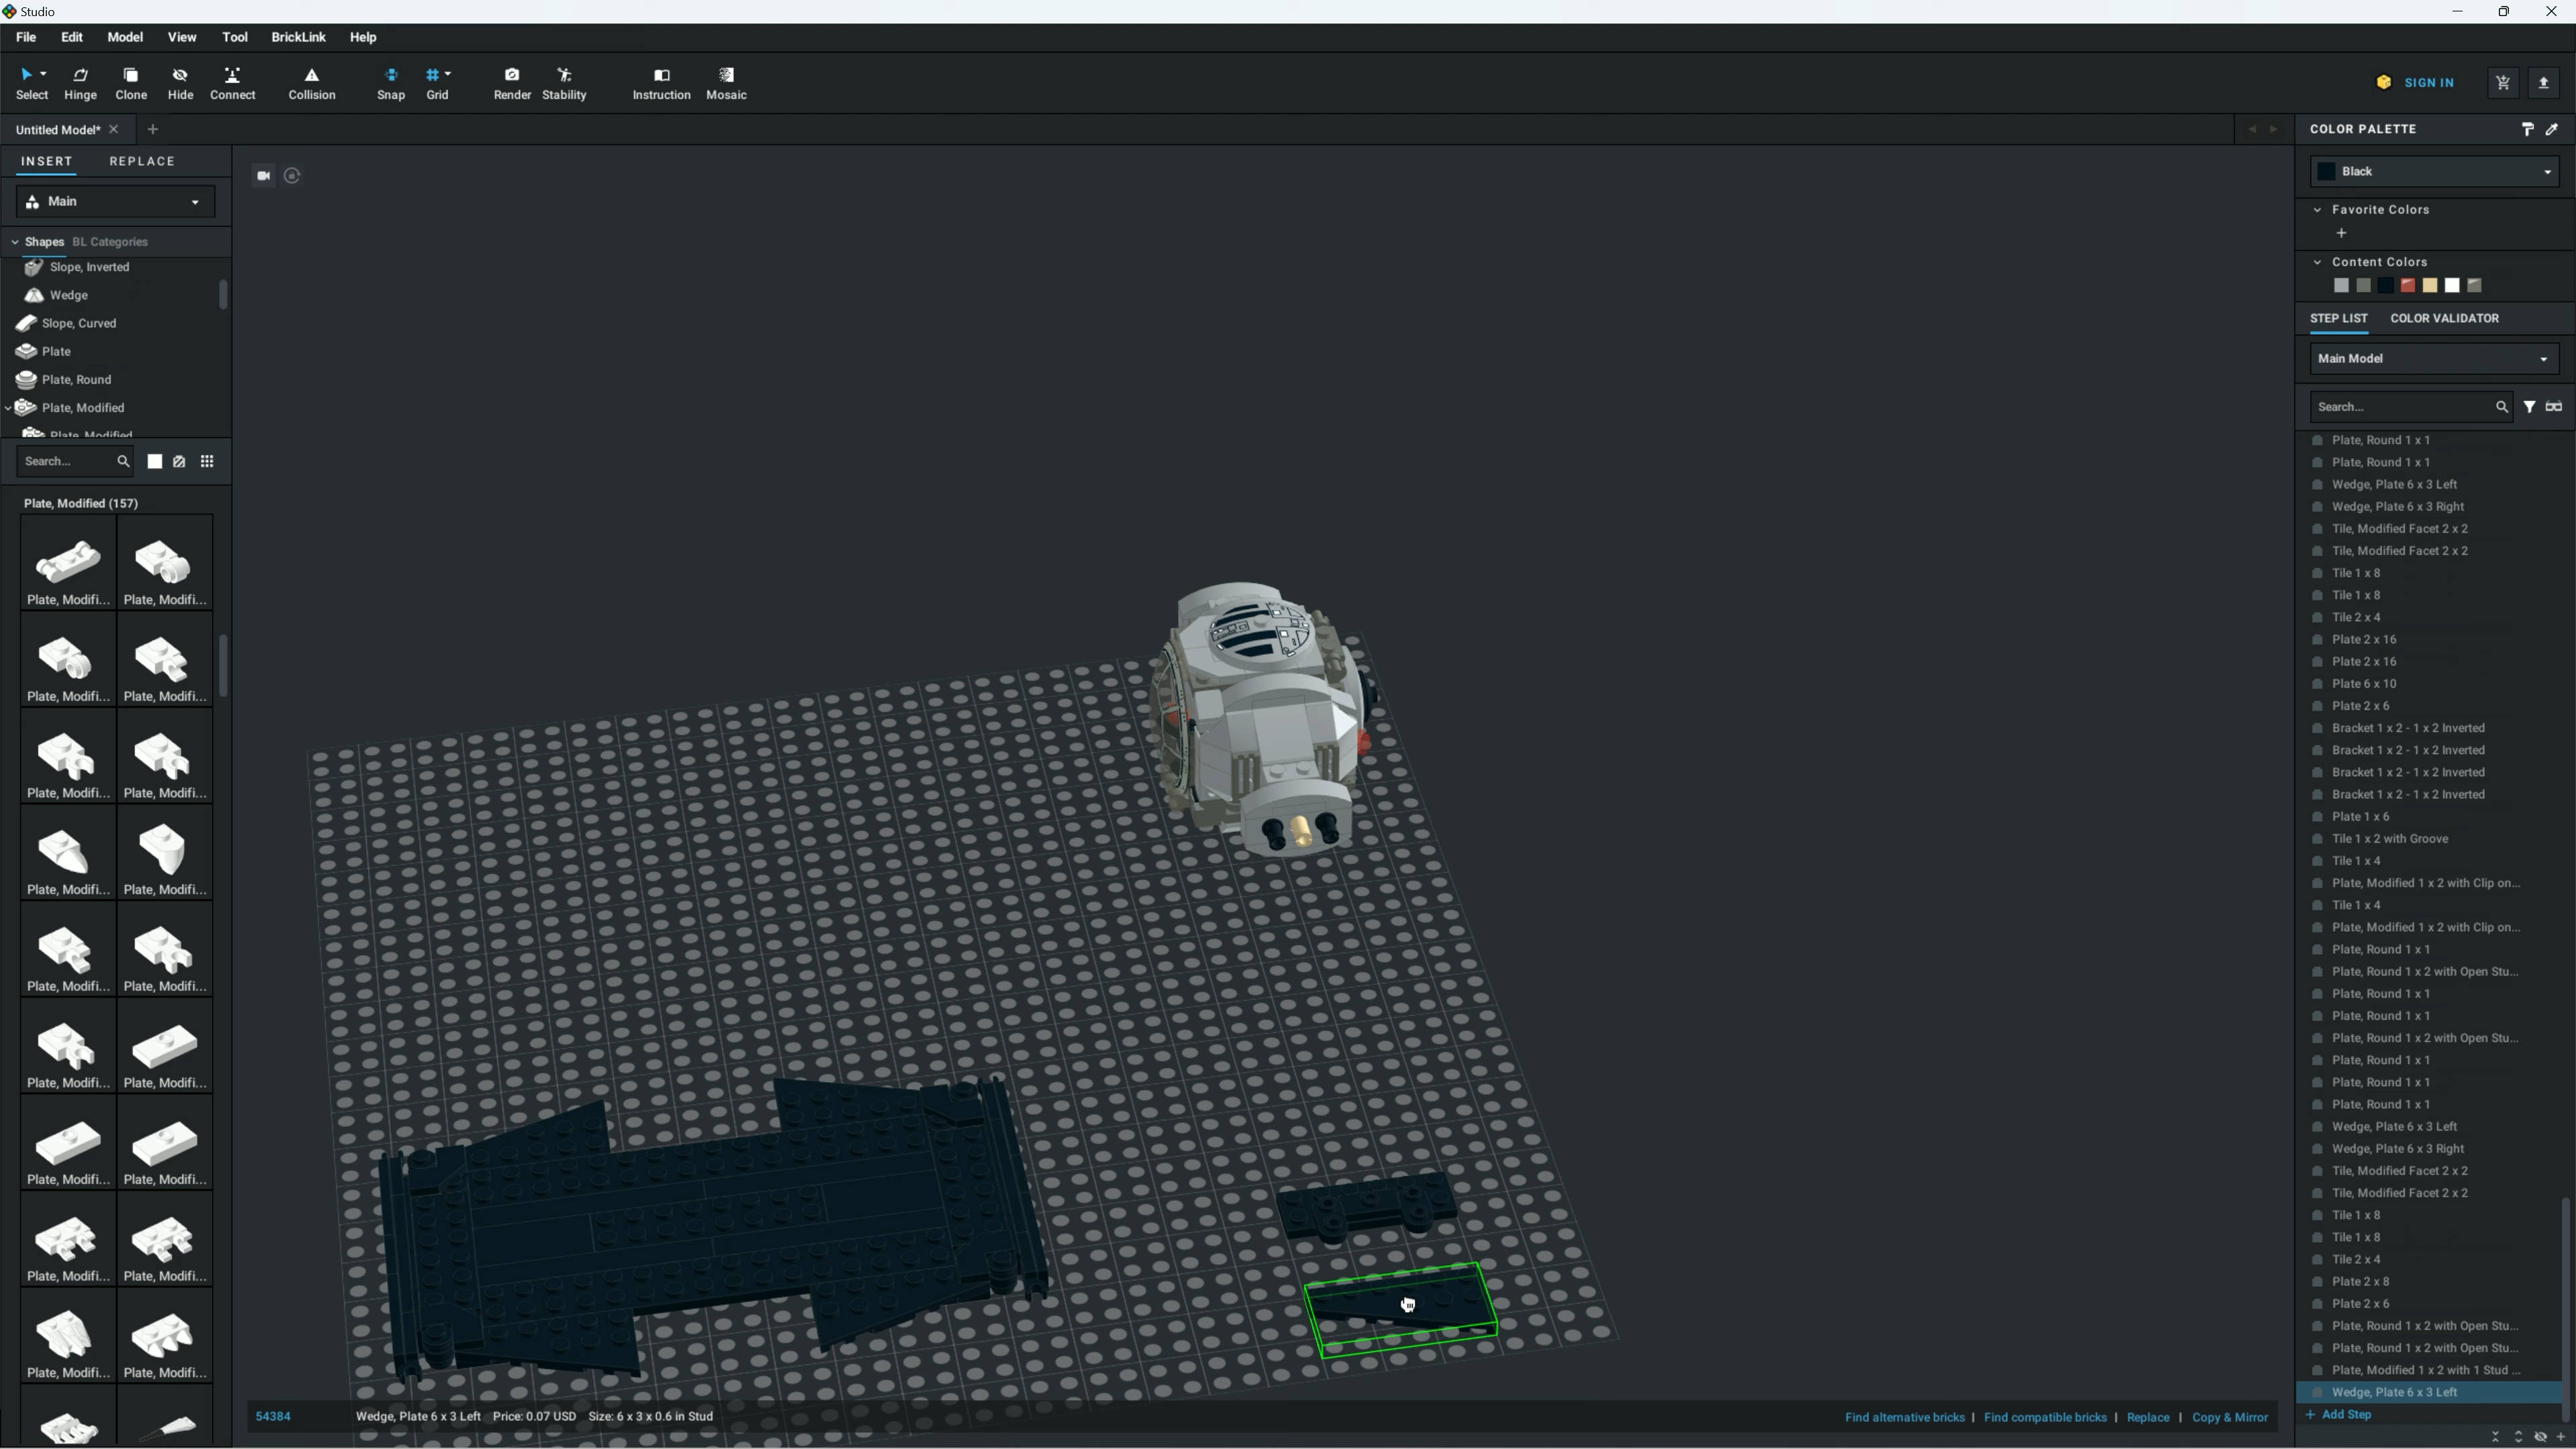 Studio
File Edit Model View Tool BrickLink Help
Select Hinge Clone Hide Connect Collision Snap Grid Render Stability Instruction Mosaic
SIGN IN
Untitled Model*
INSERT REPLACE
Main
Shapes BL Categories
Slope, Inverted
Wedge
Slope, Curved
Plate
Plate, Round
Plate, Modified
Plate, Modified
Search...
Plate, Modified (157)
Plate, Modifi... Plate, Modifi...
Plate, Modifi... Plate, Modifi...
Plate, Modifi... Plate, Modifi...
Plate, Modifi... Plate, Modifi...
Plate, Modifi... Plate, Modifi...
Plate, Modifi... Plate, Modifi...
Plate, Modifi... Plate, Modifi...
Plate, Modifi... Plate, Modifi...
Plate, Modifi... Plate, Modifi...
54384 Wedge, Plate 6 x 3 Left Price: 0.07 USD Size: 6 x 3 x 0.6 in Stud
Find alternative bricks | Find compatible bricks | Replace | Copy & Mirror
COLOR PALETTE
Black
Favorite Colors
+
Content Colors
STEP LIST COLOR VALIDATOR
Main Model
Search...
Plate, Round 1 x 1
Plate, Round 1 x 1
Wedge, Plate 6 x 3 Left
Wedge, Plate 6 x 3 Right
Tile, Modified Facet 2 x 2
Tile, Modified Facet 2 x 2
Tile 1 x 8
Tile 1 x 8
Tile 2 x 4
Plate 2 x 16
Plate 2 x 16
Plate 6 x 10
Plate 2 x 6
Bracket 1 x 2 - 1 x 2 Inverted
Bracket 1 x 2 - 1 x 2 Inverted
Bracket 1 x 2 - 1 x 2 Inverted
Bracket 1 x 2 - 1 x 2 Inverted
Plate 1 x 6
Tile 1 x 2 with Groove
Tile 1 x 4
Plate, Modified 1 x 2 with Clip on...
Tile 1 x 4
Plate, Modified 1 x 2 with Clip on...
Plate, Round 1 x 1
Plate, Round 1 x 2 with Open Stu...
Plate, Round 1 x 1
Plate, Round 1 x 1
Plate, Round 1 x 2 with Open Stu...
Plate, Round 1 x 1
Plate, Round 1 x 1
Plate, Round 1 x 1
Wedge, Plate 6 x 3 Left
Wedge, Plate 6 x 3 Right
Tile, Modified Facet 2 x 2
Tile, Modified Facet 2 x 2
Tile 1 x 8
Tile 1 x 8
Tile 2 x 4
Plate 2 x 8
Plate 2 x 6
Plate, Round 1 x 2 with Open Stu...
Plate, Round 1 x 2 with Open Stu...
Plate, Modified 1 x 2 with 1 Stud ...
Wedge, Plate 6 x 3 Left
+ Add Step